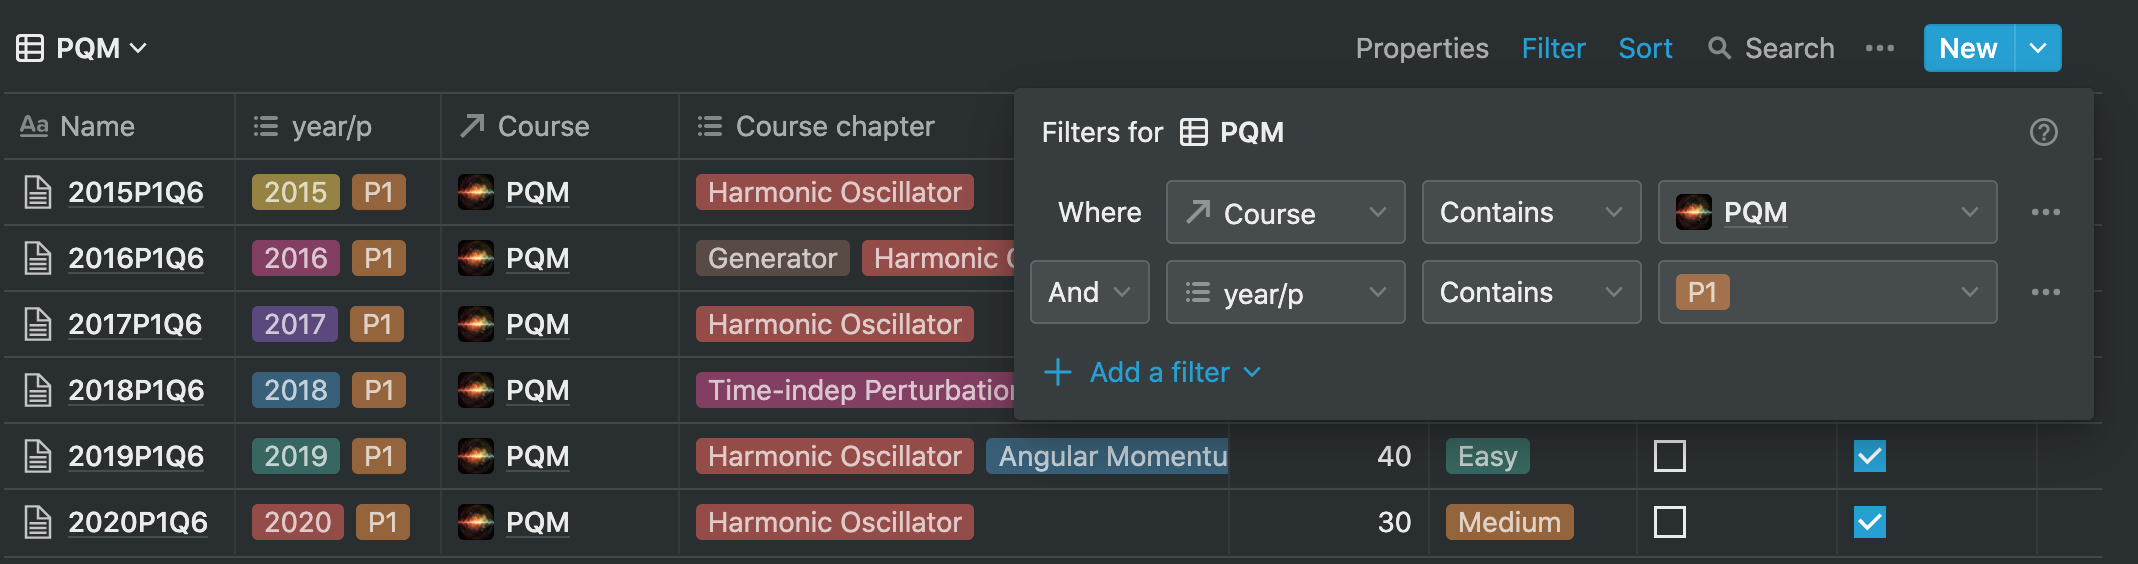 PQM Properties Filter Sort Search ••• New
Aa Name year/p Course Course chapter
Filters for PQM ?
2015P1Q6 2015 P1 PQM Harmonic Oscillator
Where Course Contains PQM •••
2016P1Q6 2016 P1 PQM Generator Harmonic
And year/p Contains P1 •••
2017P1Q6 2017 P1 PQM Harmonic Oscillator
+ Add a filter
2018P1Q6 2018 P1 PQM Time-indep Perturbation
2019P1Q6 2019 P1 PQM Harmonic Oscillator Angular Momentu 40 Easy
2020P1Q6 2020 P1 PQM Harmonic Oscillator 30 Medium